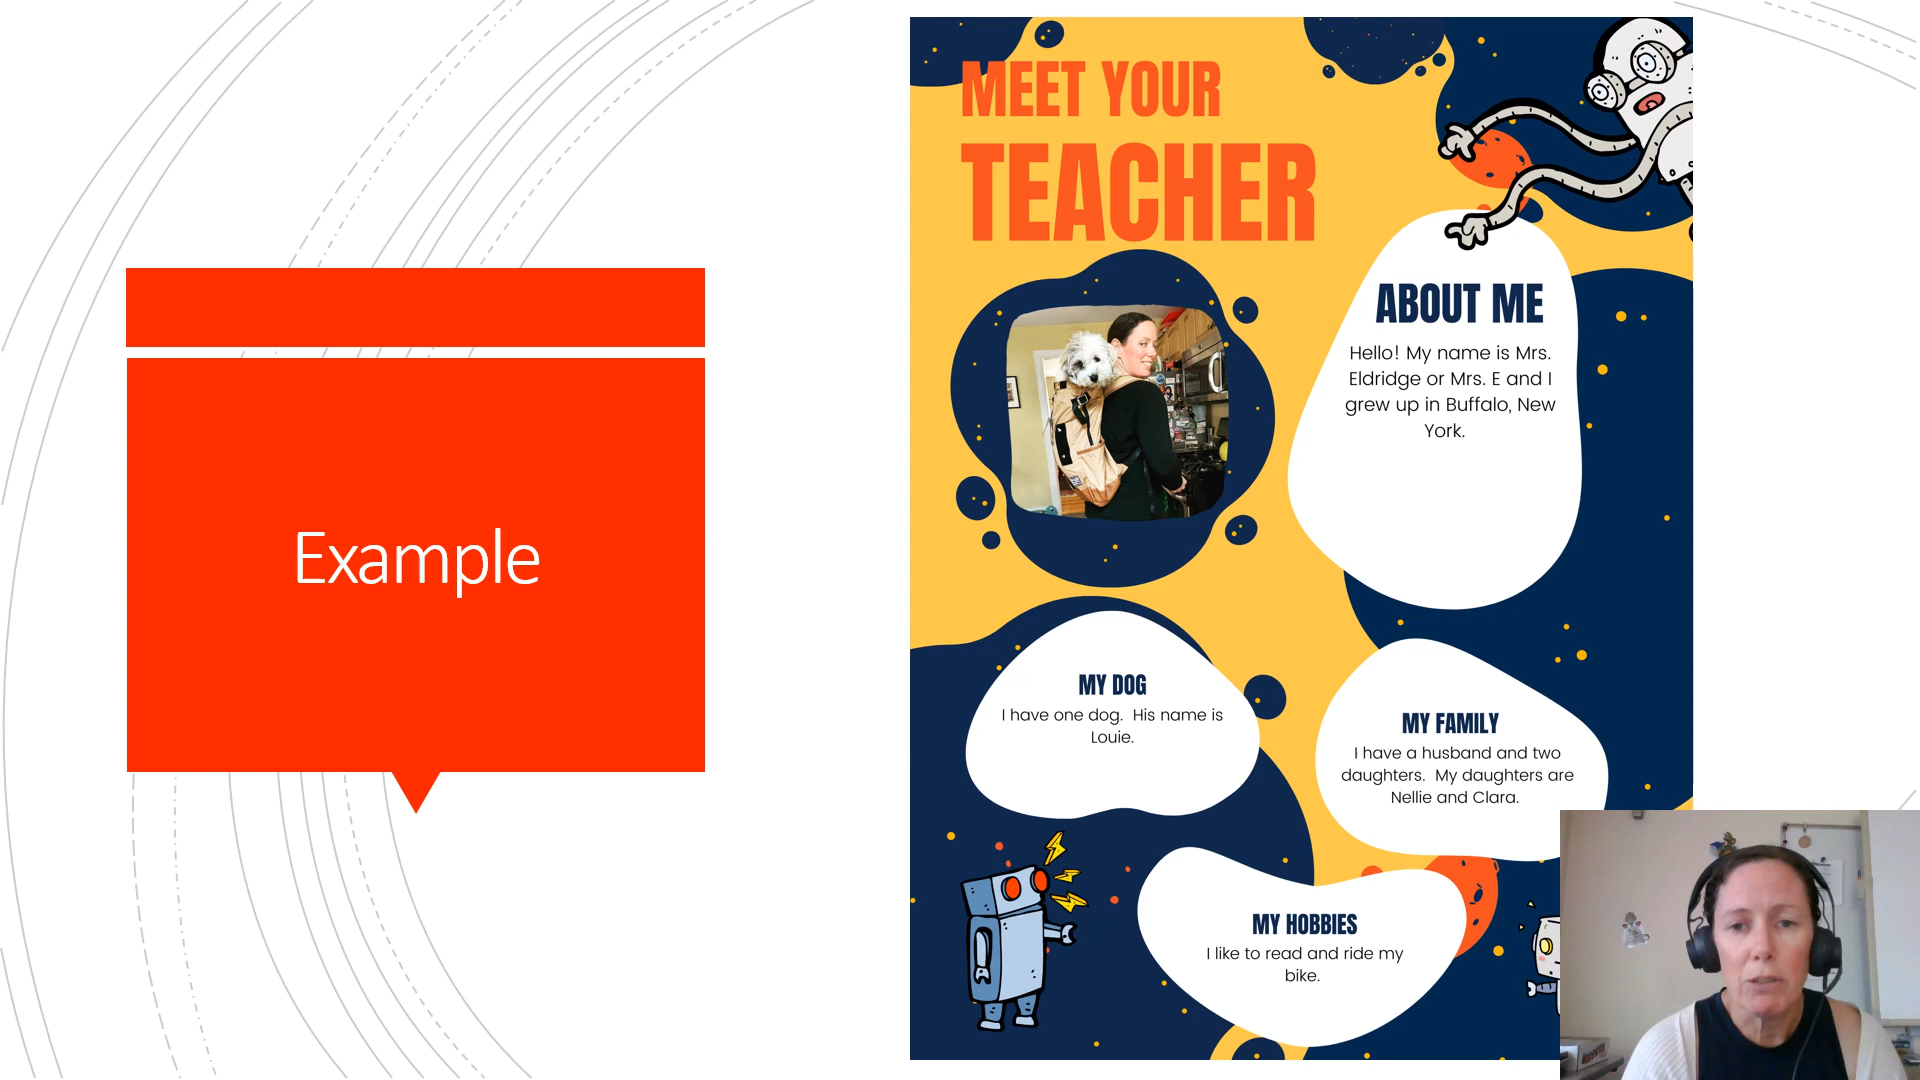 Example
MEET YOUR
TEACHER
ABOUT ME
Hello! My name is Mrs.
Eldridge or Mrs. E and I
grew up in Buffalo, New
York.
MY DOG
I have one dog.  His name is
Louie.
MY FAMILY
I have a husband and two
daughters.  My daughters are
Nellie and Clara.
MY HOBBIES
I like to read and ride my
bike.